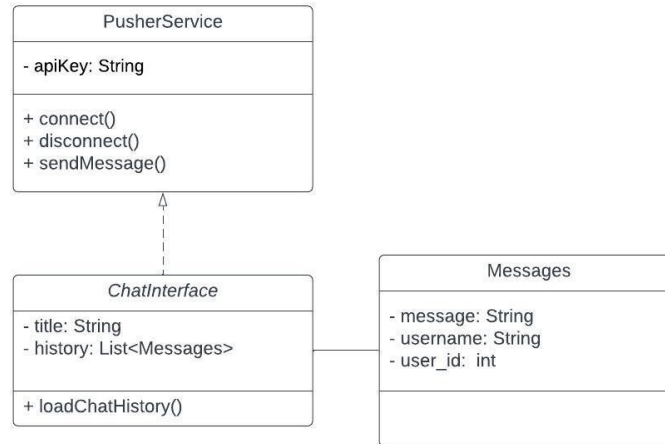 PusherService
- apiKey: String
+ connect()
+ disconnect()
+ sendMessage()
ChatInterface
- title: String
- history: List<Messages>
+ loadChatHistory()
Messages
- message: String
- username: String
- user_id: int